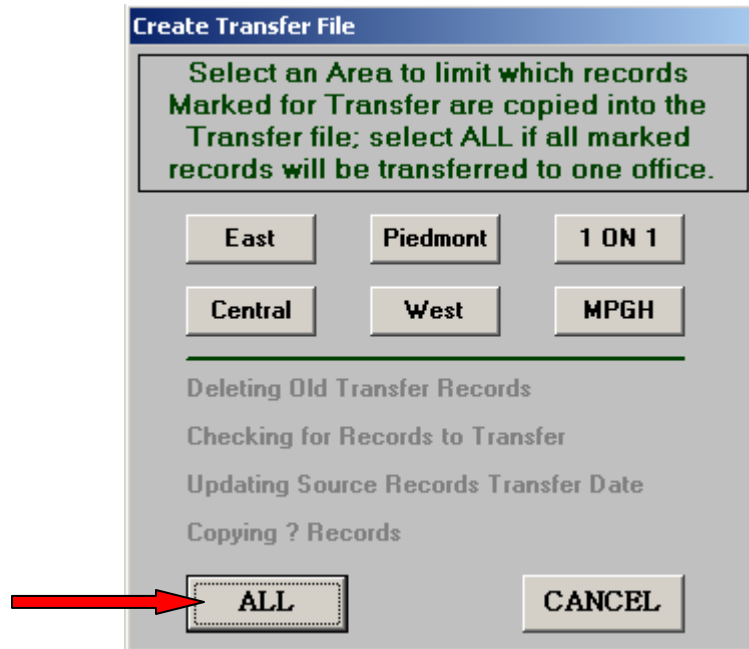 Create Transfer File
Select an Area to limit which records
Marked for Transfer are copied into the
Transfer file; select ALL if all marked
records will be transferred to one office.
East Piedmont 1 ON 1
Central West MPGH
Deleting Old Transfer Records
Checking for Records to Transfer
Updating Source Records Transfer Date
Copying ? Records
ALL CANCEL